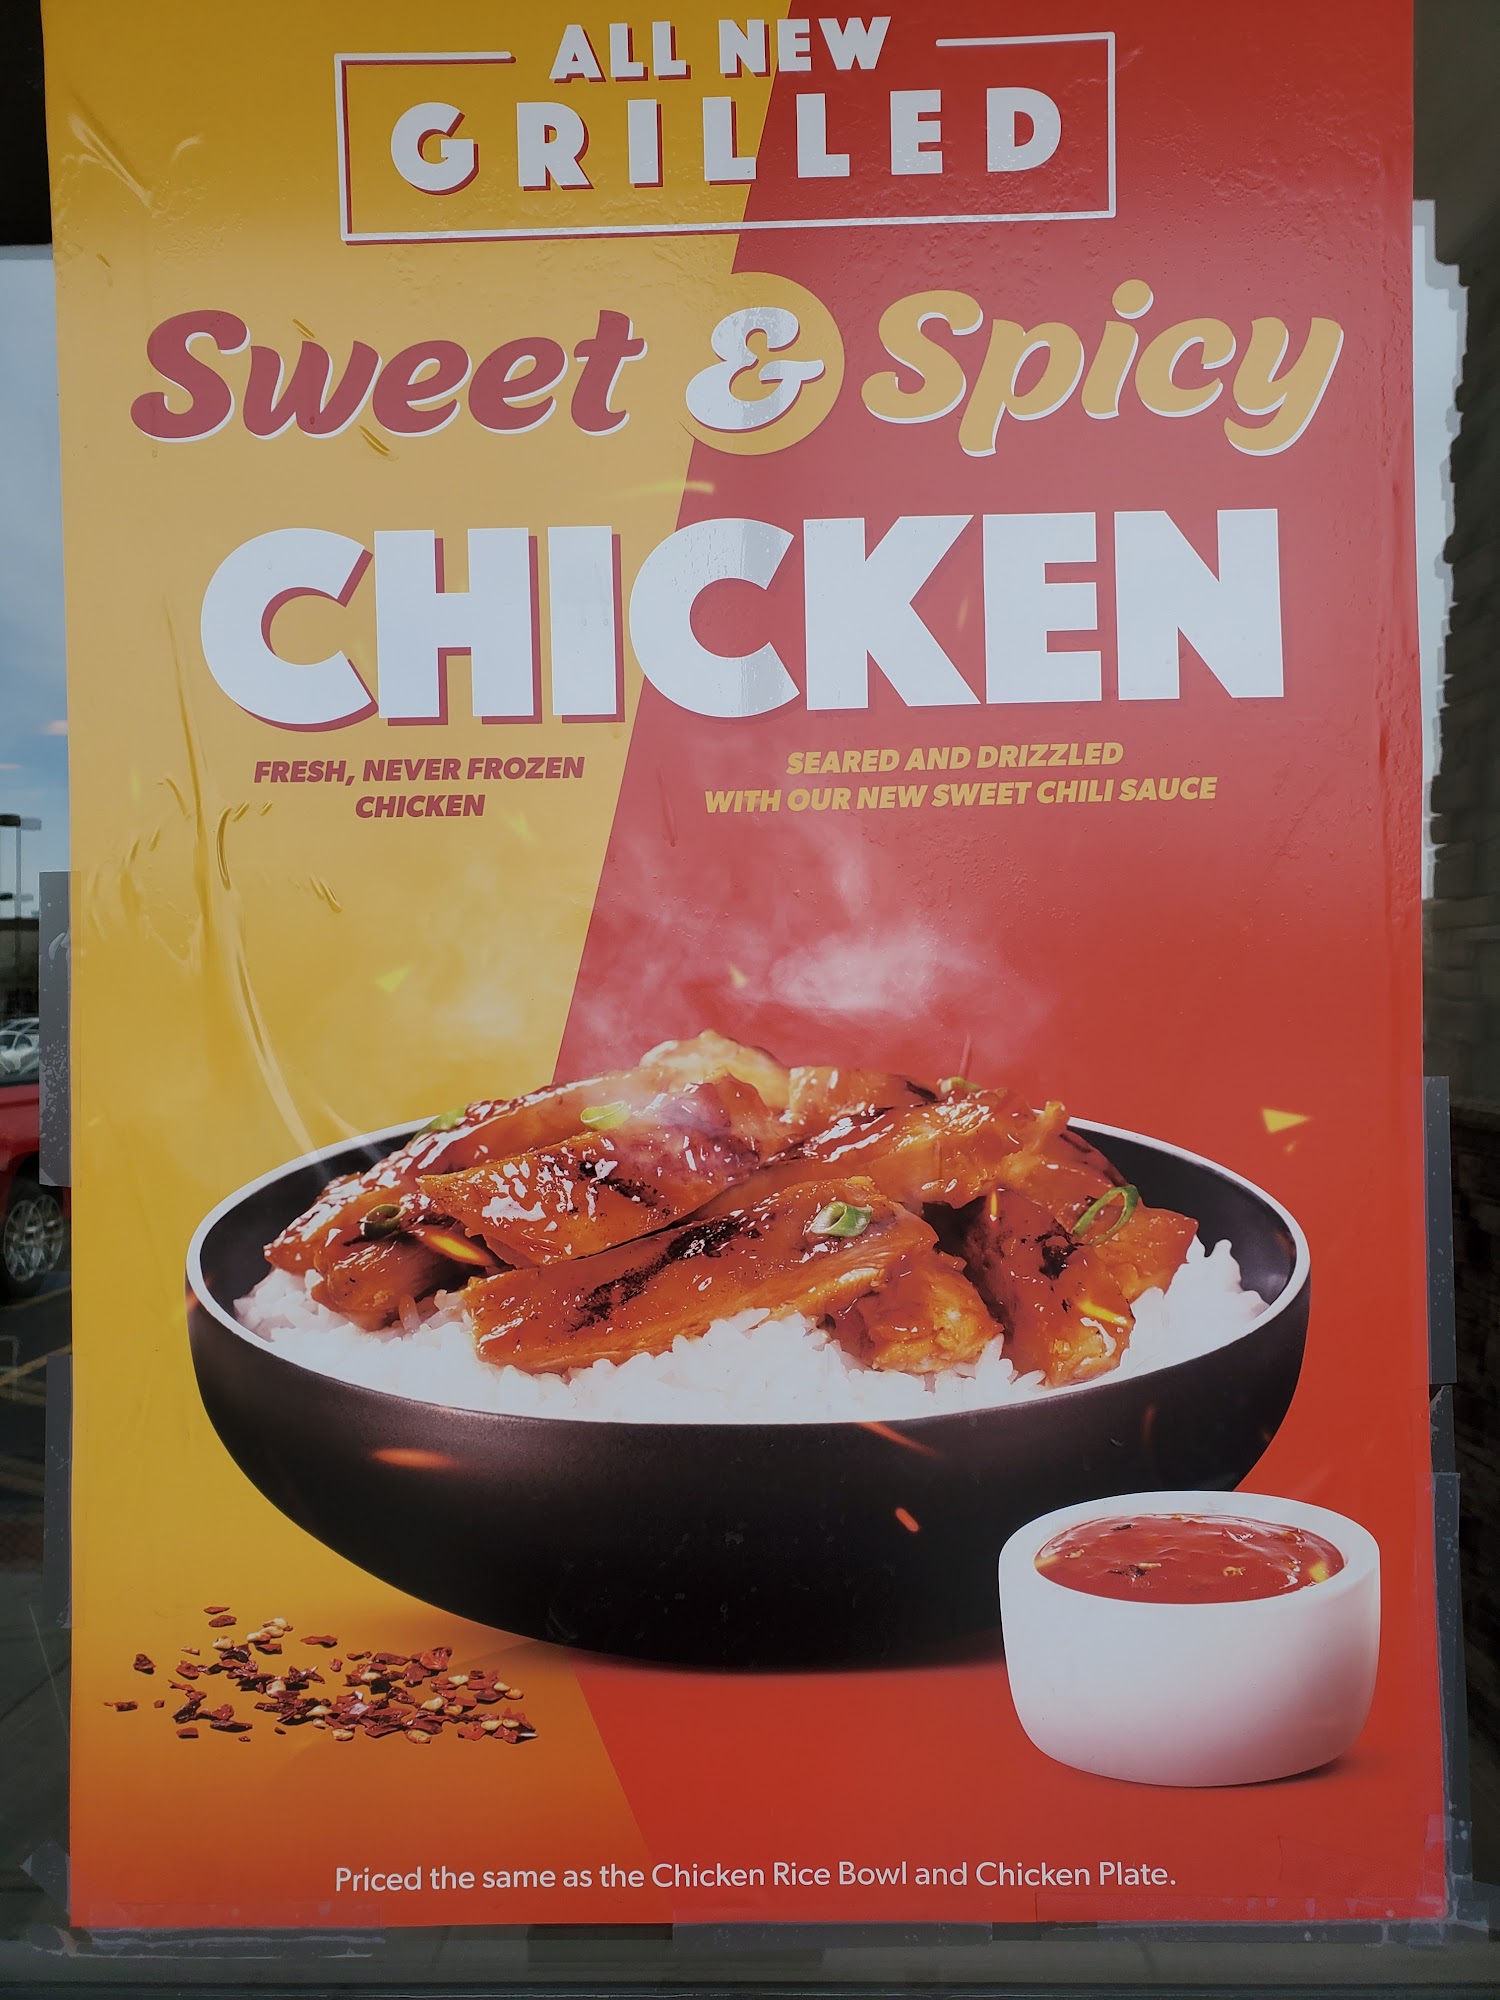 ALL NEW
GRILLED
Sweet & Spicy
CHICKEN
FRESH, NEVER FROZEN
CHICKEN
SEARED AND DRIZZLED
WITH OUR NEW SWEET CHILI SAUCE
Priced the same as the Chicken Rice Bowl and Chicken Plate.